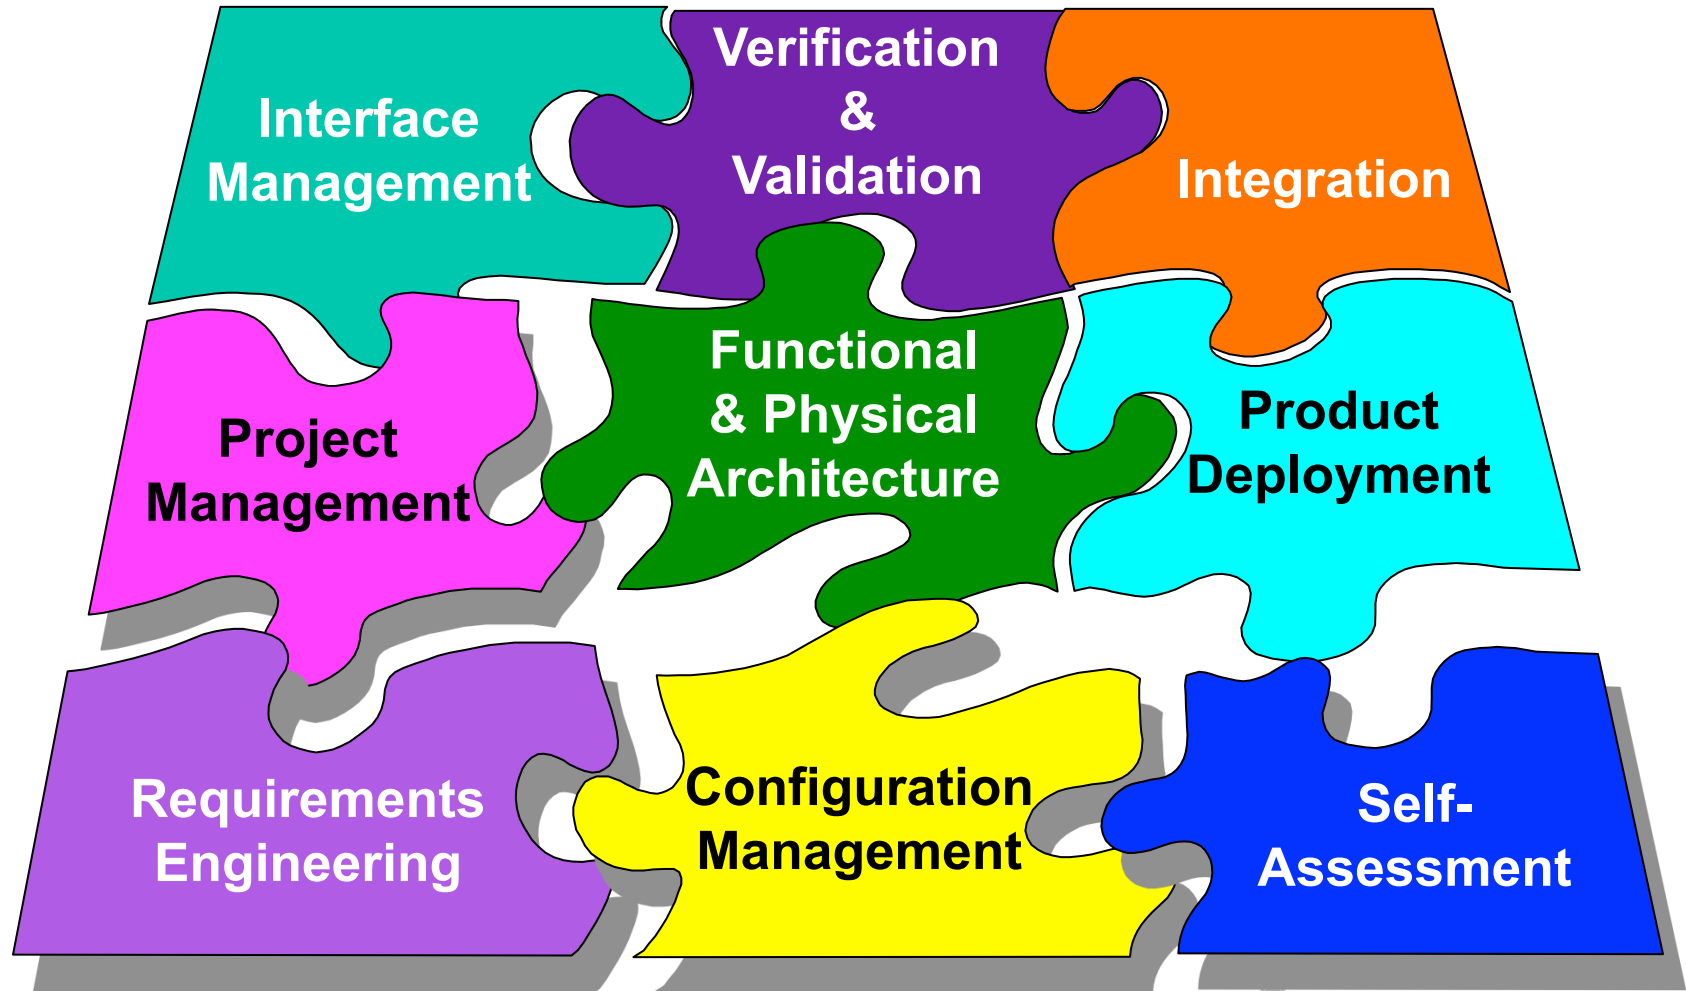 Interface
Management
Verification
&
Validation
Integration
Project
Management
Functional
& Physical
Architecture
Product
Deployment
Requirements
Engineering
Configuration
Management
Self-
Assessment